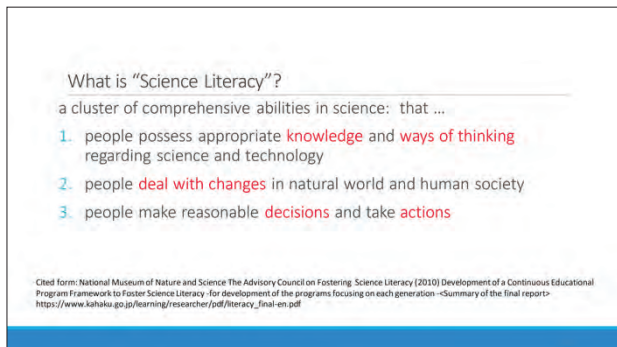 What is “Science Literacy”?
a cluster of comprehensive abilities in science:  that …
1. people possess appropriate knowledge and ways of thinking
regarding science and technology
2. people deal with changes in natural world and human society
3. people make reasonable decisions and take actions
Cited form: National Museum of Nature and Science The Advisory Council on Fostering Science Literacy (2010) Development of a Continuous Educational
Program Framework to Foster Science Literacy -for development of the programs focusing on each generation -<Summary of the final report>
https://www.kahaku.go.jp/learning/researcher/pdf/literacy_final-en.pdf